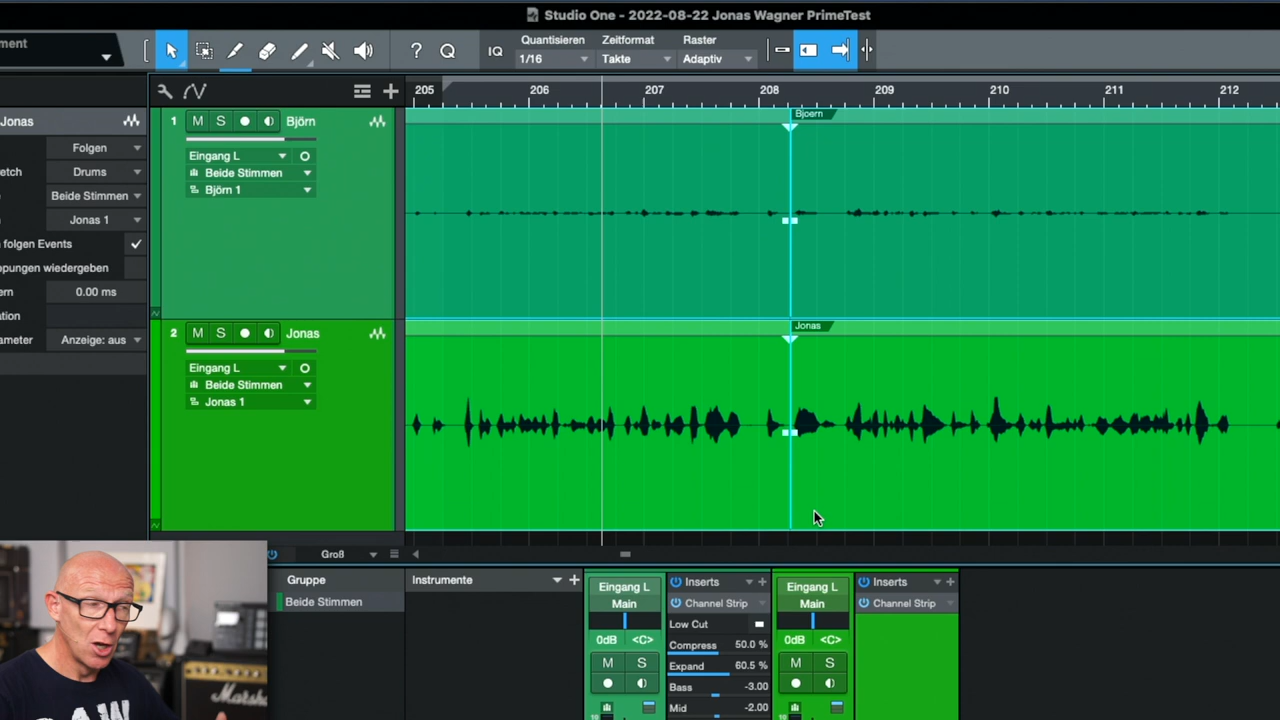 Studio One - 2022-08-22 Jonas Wagner PrimeTest
ment
? Q IQ
Quantisieren Zeitformat Raster
1/16 Takte Adaptiv
205 206 207 208 209 210 211 212
Jonas
Folgen
etch Drums
Beide Stimmen
Jonas 1
folgen Events
opungen wiedergeben
ern 0.00 ms
ation
ameter Anzeige: aus
1 M S Björn
Eingang L
Beide Stimmen
Björn 1
Bjoern
2 M S Jonas
Eingang L
Beide Stimmen
Jonas 1
Jonas
Groß
Gruppe
Beide Stimmen
Instrumente
Eingang L
Main
0dB <C>
M S
Inserts
Channel Strip
Low Cut
Compress 50.0 %
Expand 60.5 %
Bass -3.00
Mid -2.00
Eingang L
Main
0dB <C>
M S
Inserts
Channel Strip
Marshall